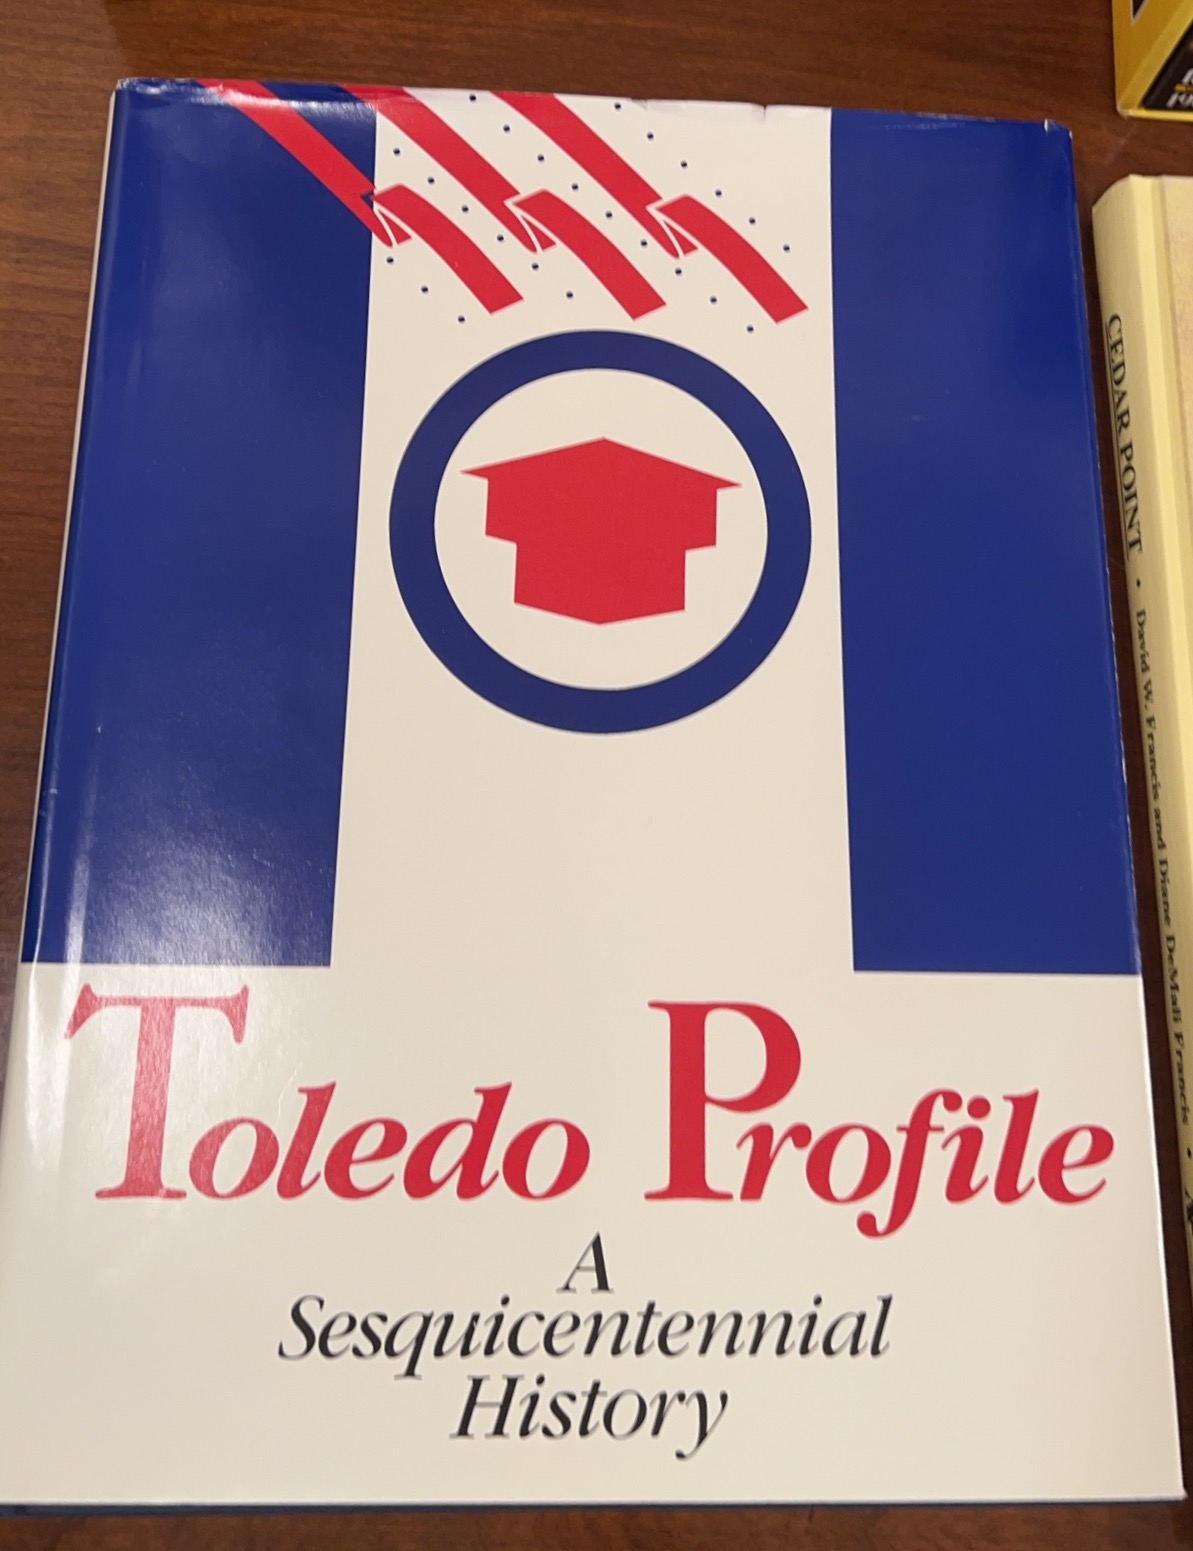 Toledo Profile
A
Sesquicentennial
History
CEDAR POINT • David W. Francis and Diane DeMali Francis •